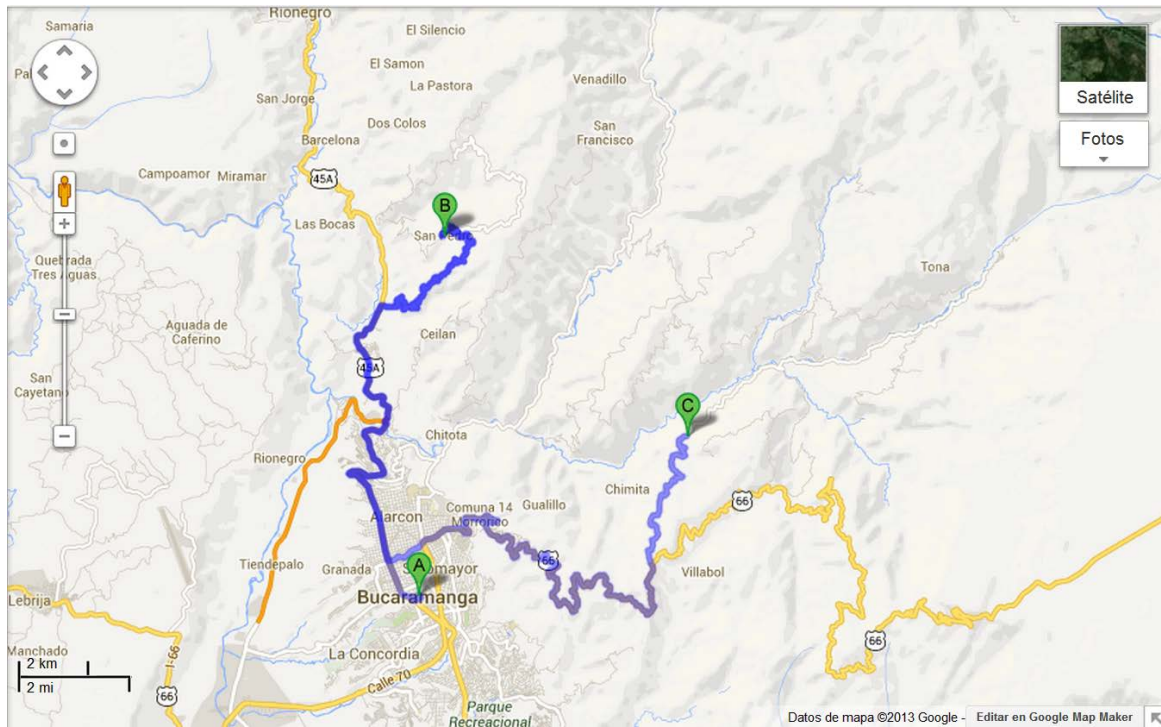 Rionegro
Samaria
El Silencio
El Samon
La Pastora
Venadillo
Satélite
San Jorge
Dos Colos
San
Francisco
Fotos
Barcelona
Campoamor
Miramar
45A
B
Las Bocas
San Pedro
Quebrada
Tres Aguas
Tona
Aguada de
Caferino
Ceilan
45A
San
Cayetano
C
Chitota
Rionegro
Chimita
Comuna 14
Morrorico
Gualillo
66
Alarcon
66
Tiendepalo
Granada
A
Villabol
Bucaramanga
Lebrija
66
I-66
Manchado
La Concordia
2 km
2 mi
66
Calle 70
Parque
Recreacional
Datos de mapa ©2013 Google - Editar en Google Map Maker